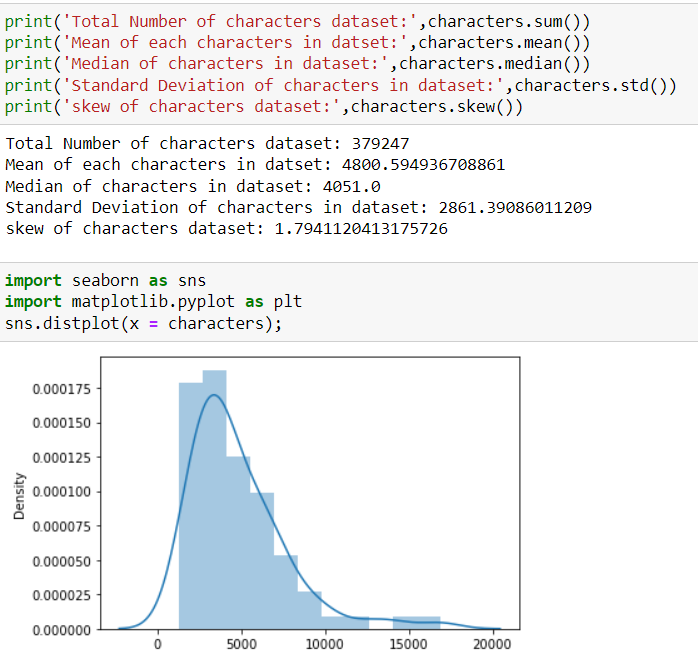 print('Total Number of characters dataset:',characters.sum())
print('Mean of each characters in datset:',characters.mean())
print('Median of characters in dataset:',characters.median())
print('Standard Deviation of characters in dataset:',characters.std())
print('skew of characters dataset:',characters.skew())
Total Number of characters dataset: 379247
Mean of each characters in datset: 4800.594936708861
Median of characters in dataset: 4051.0
Standard Deviation of characters in dataset: 2861.39086011209
skew of characters dataset: 1.7941120413175726
import seaborn as sns
import matplotlib.pyplot as plt
sns.distplot(x = characters);
0.000175
0.000150
0.000125
0.000100
0.000075
0.000050
0.000025
0.000000
Density
0 5000 10000 15000 20000